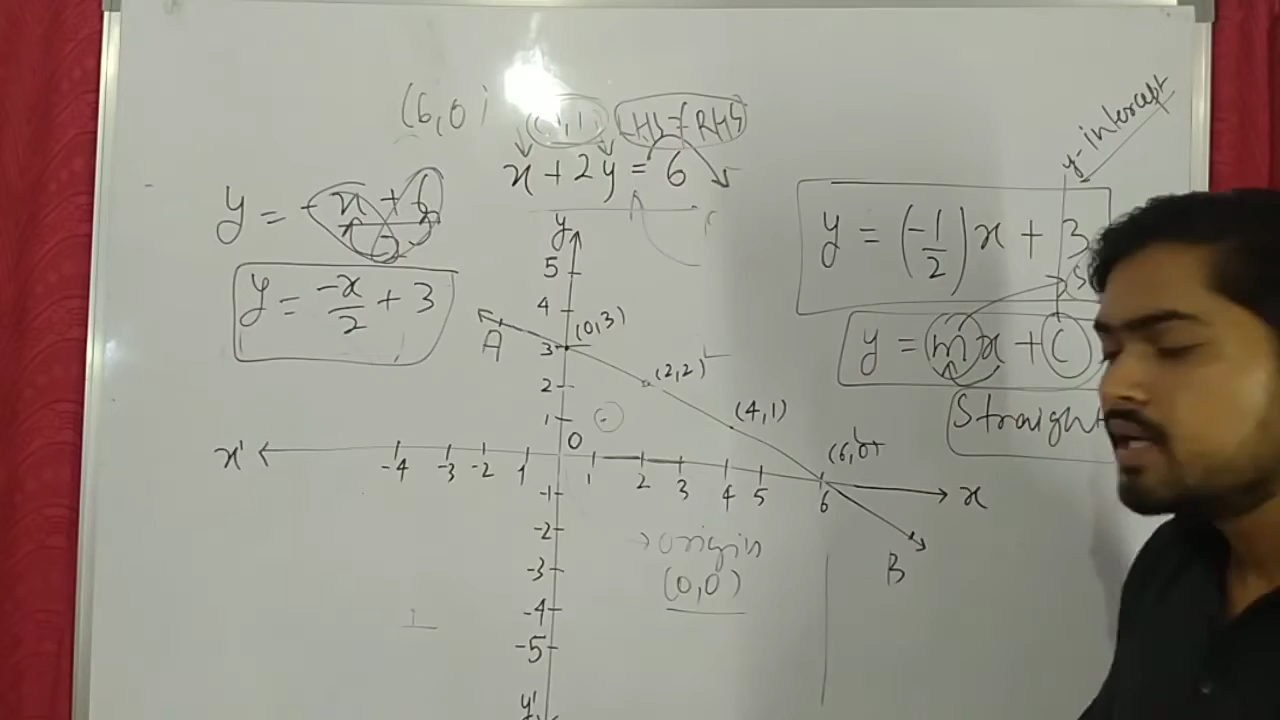 (6,0)
LHS = RHS
x + 2y = 6
y-intercept
y = (-1/2)x + 3
y = -x + 6
y = -x/2 + 3
y = mx + C
Straight
y
5
4
3
2
1
A
(0,3)
(2,2)
(4,1)
(6,0)
x'
-4 -3 -2 1 0 1 2 3 4 5 6
x
-1
-2
-3
-4
-5
y'
B
→ Origin
(0,0)